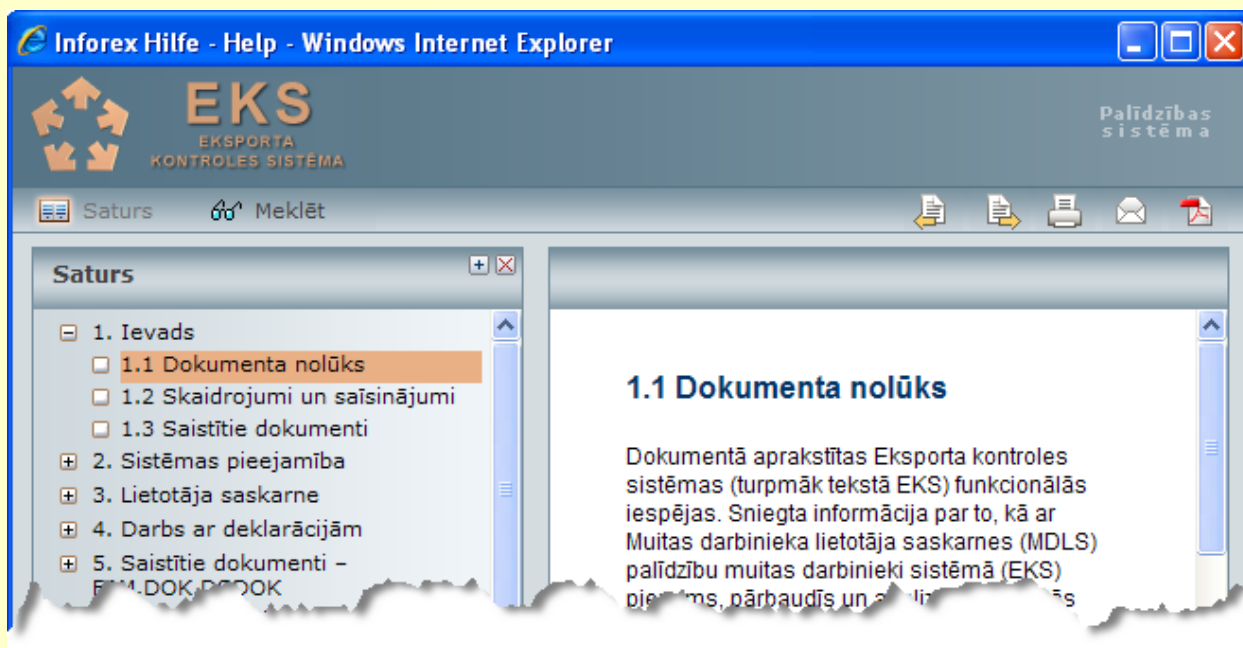 Inforex Hilfe - Help - Windows Internet Explorer
EKS
EKSPORTA
KONTROLES SISTĒMA
Palīdzības
sistēma
Saturs Meklēt
Saturs
1. Ievads
1.1 Dokumenta nolūks
1.2 Skaidrojumi un saīsinājumi
1.3 Saistītie dokumenti
2. Sistēmas pieejamība
3. Lietotāja saskarne
4. Darbs ar deklarācijām
5. Saistītie dokumenti –
1.1 Dokumenta nolūks
Dokumentā aprakstītas Eksporta kontroles
sistēmas (turpmāk tekstā EKS) funkcionālās
iespējas. Sniegta informācija par to, kā ar
Muitas darbinieka lietotāja saskarnes (MDLS)
palīdzību muitas darbinieki sistēmā (EKS)
pārbaudīs un